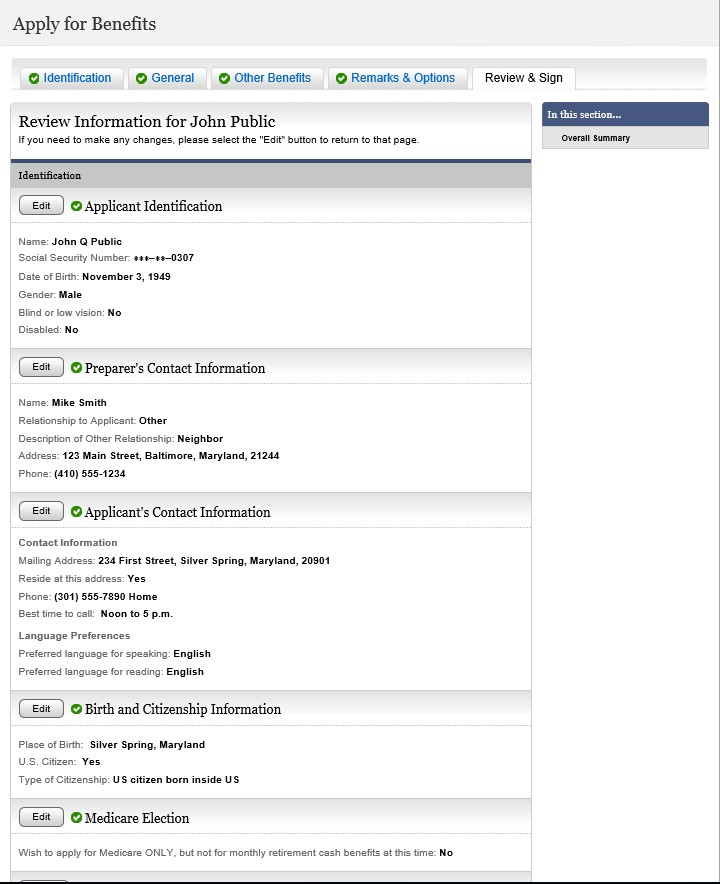 Apply for Benefits
Identification General Other Benefits Remarks & Options Review & Sign
Review Information for John Public
If you need to make any changes, please select the "Edit" button to return to that page.
In this section...
Overall Summary
Identification
Edit Applicant Identification
Name: John Q Public
Social Security Number: ***–**–0307
Date of Birth: November 3, 1949
Gender: Male
Blind or low vision: No
Disabled: No
Edit Preparer's Contact Information
Name: Mike Smith
Relationship to Applicant: Other
Description of Other Relationship: Neighbor
Address: 123 Main Street, Baltimore, Maryland, 21244
Phone: (410) 555-1234
Edit Applicant's Contact Information
Contact Information
Mailing Address: 234 First Street, Silver Spring, Maryland, 20901
Reside at this address: Yes
Phone: (301) 555-7890 Home
Best time to call: Noon to 5 p.m.
Language Preferences
Preferred language for speaking: English
Preferred language for reading: English
Edit Birth and Citizenship Information
Place of Birth: Silver Spring, Maryland
U.S. Citizen: Yes
Type of Citizenship: US citizen born inside US
Edit Medicare Election
Wish to apply for Medicare ONLY, but not for monthly retirement cash benefits at this time: No